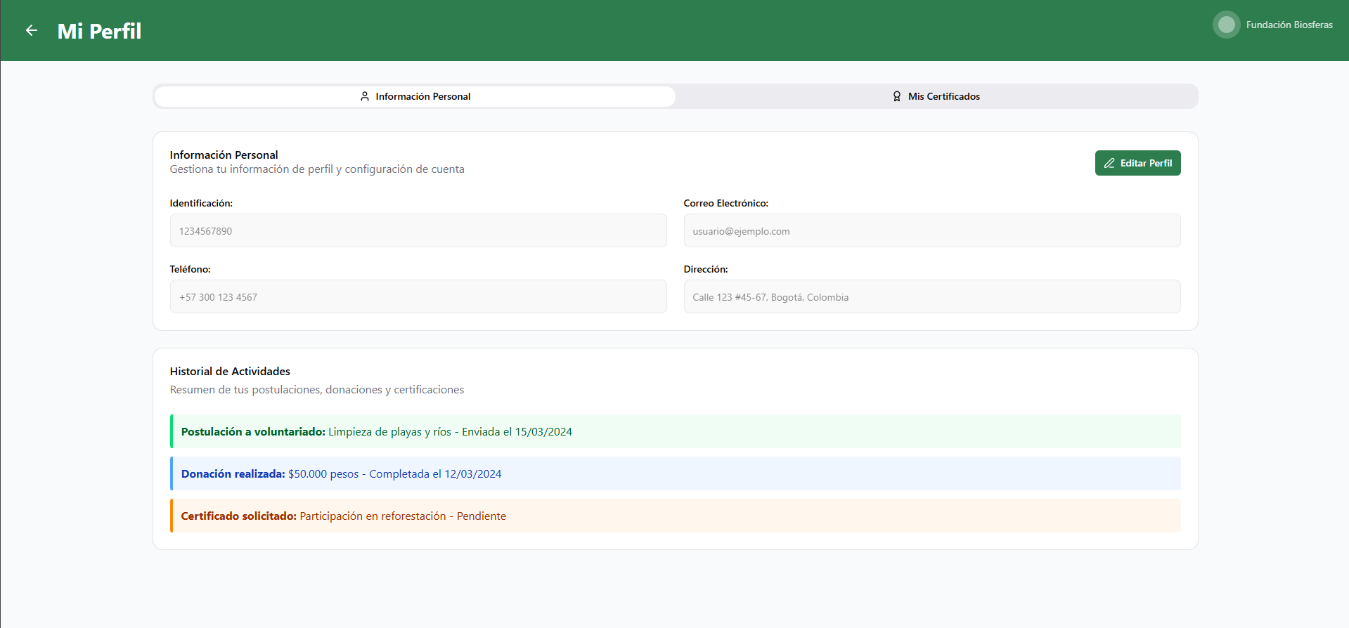 Mi Perfil
Fundación Biosferas
Información Personal
Mis Certificados
Información Personal
Gestiona tu información de perfil y configuración de cuenta
Editar Perfil
Identificación:
Correo Electrónico:
1234567890
usuario@ejemplo.com
Teléfono:
Dirección:
+57 300 123 4567
Calle 123 #45-67, Bogotá, Colombia
Historial de Actividades
Resumen de tus postulaciones, donaciones y certificaciones
Postulación a voluntariado: Limpieza de playas y ríos - Enviada el 15/03/2024
Donación realizada: $50.000 pesos - Completada el 12/03/2024
Certificado solicitado: Participación en reforestación - Pendiente